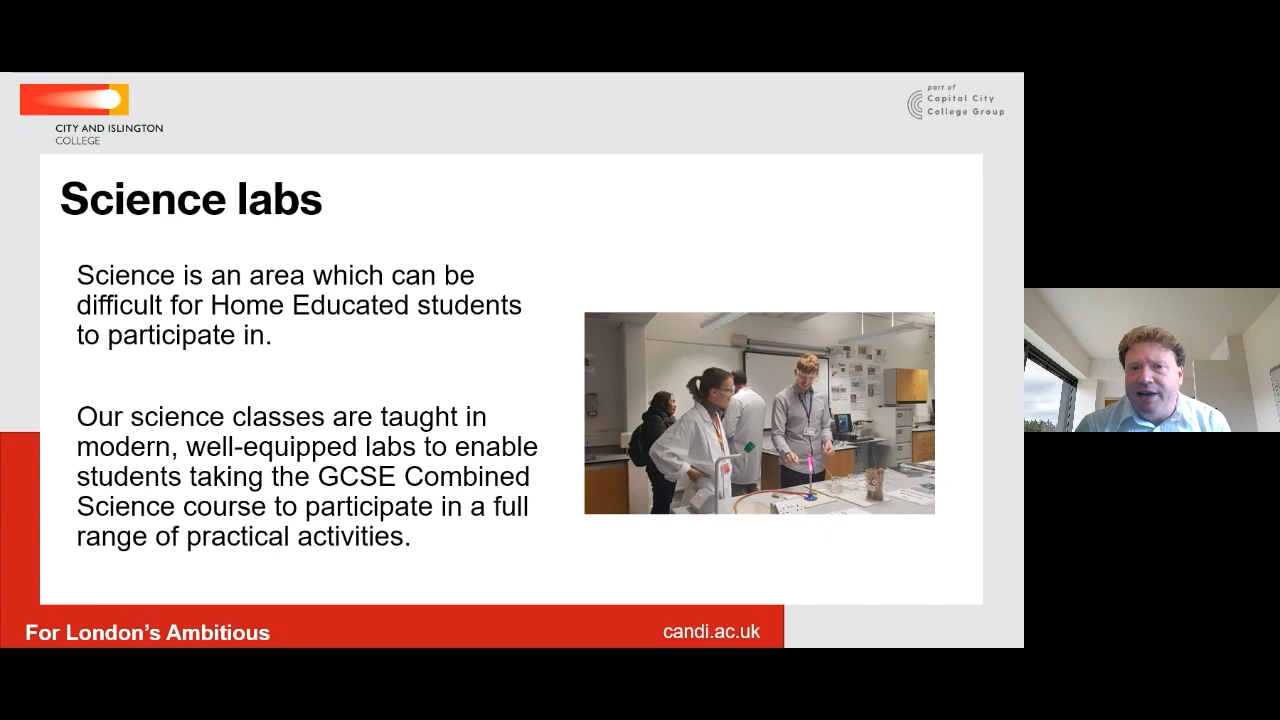 part of
Capital City
College Group
CITY AND ISLINGTON
COLLEGE
Science labs
Science is an area which can be
difficult for Home Educated students
to participate in.
Our science classes are taught in
modern, well-equipped labs to enable
students taking the GCSE Combined
Science course to participate in a full
range of practical activities.
For London’s Ambitious
candi.ac.uk